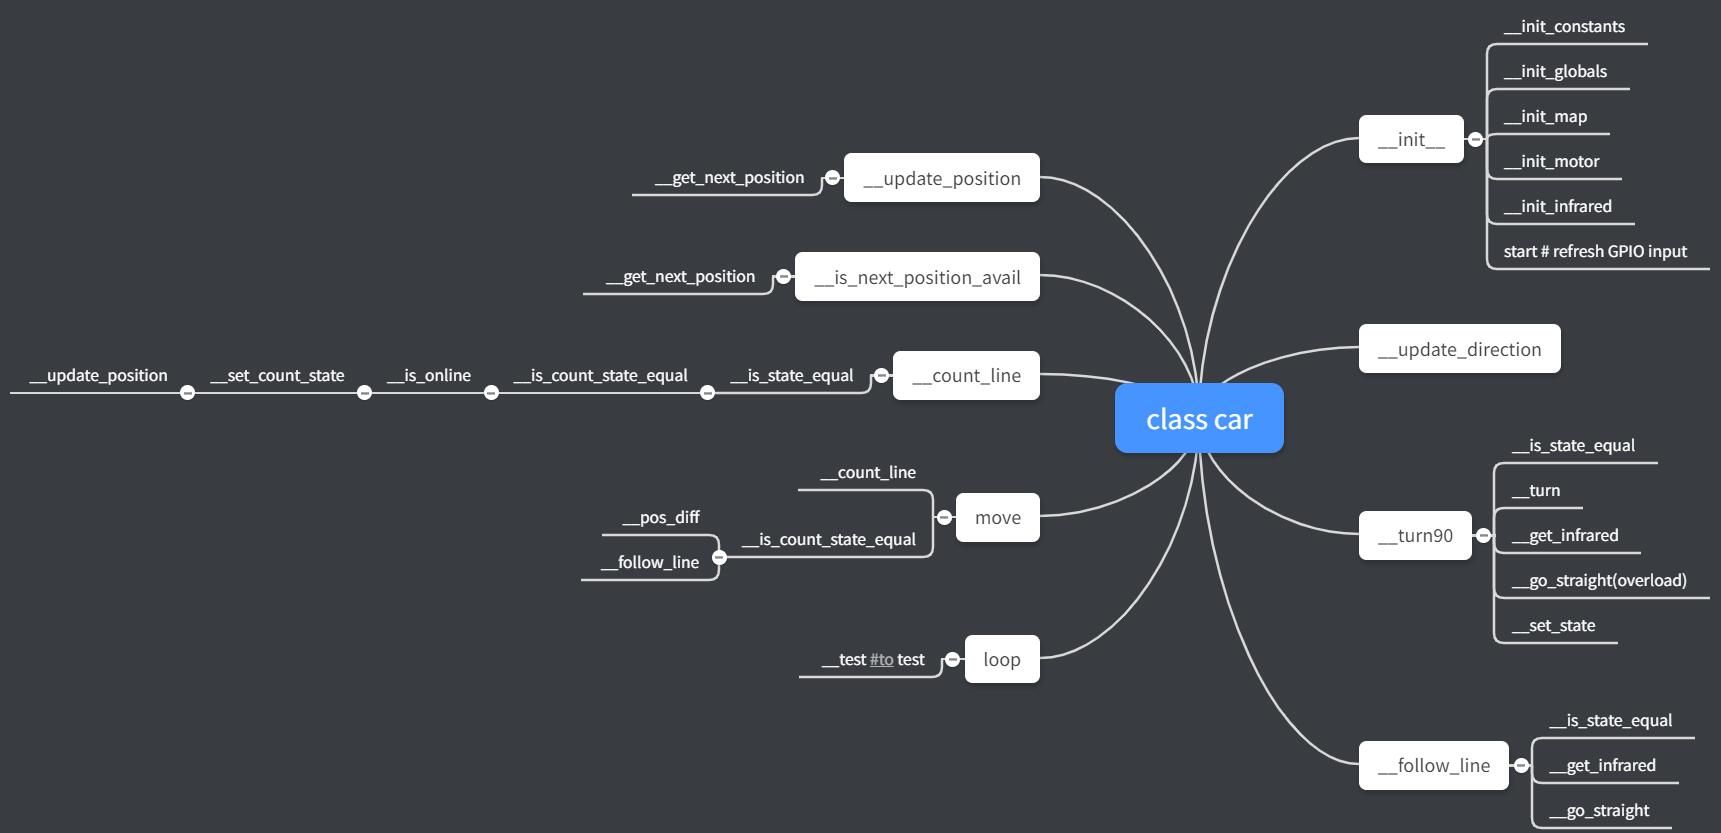 class car
__init__
__init_constants
__init_globals
__init_map
__init_motor
__init_infrared
start # refresh GPIO input
__update_direction
__turn90
__is_state_equal
__turn
__get_infrared
__go_straight(overload)
__set_state
__follow_line
__is_state_equal
__get_infrared
__go_straight
__update_position
__get_next_position
__is_next_position_avail
__get_next_position
__count_line
__is_state_equal
__is_count_state_equal
__is_online
__set_count_state
__update_position
move
__count_line
__is_count_state_equal
__pos_diff
__follow_line
loop
__test #to test